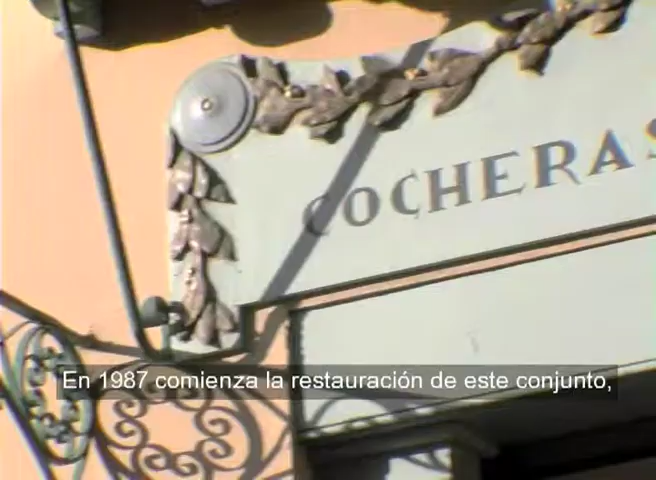 COCHERAS
En 1987 comienza la restauración de este conjunto,